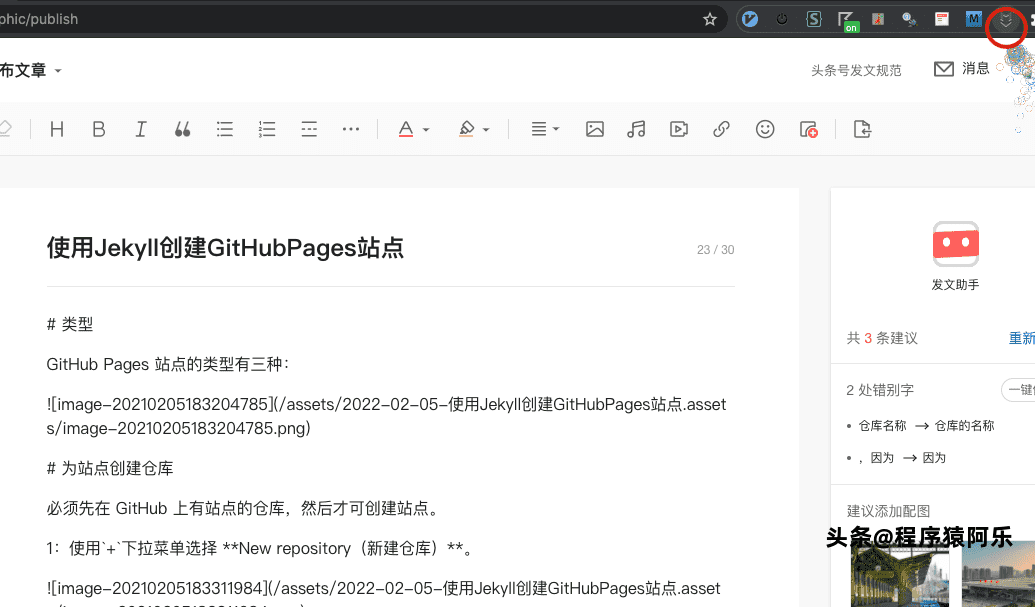 phic/publish
on
M
布文章
头条号发文规范
消息
H B I
A
使用Jekyll创建GitHubPages站点
23 / 30
发文助手
# 类型
共 3 条建议
重新
GitHub Pages 站点的类型有三种：
2 处错别字
一键
![image-20210205183204785](/assets/2022-02-05-使用Jekyll创建GitHubPages站点.asset
s/image-20210205183204785.png)
• 仓库名称 → 仓库的名称
• ，因为 → 因为
# 为站点创建仓库
必须先在 GitHub 上有站点的仓库，然后才可创建站点。
建议添加配图
头条@程序猿阿乐
1：使用`+`下拉菜单选择 **New repository（新建仓库）**。
![image-20210205183311984](/assets/2022-02-05-使用Jekyll创建GitHubPages站点.asset